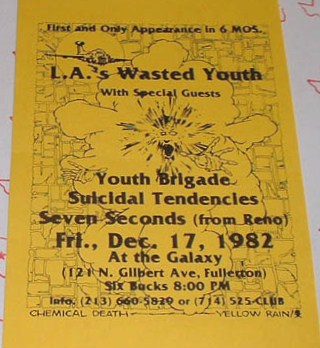 First and Only Appearance in 6 MOS.
L.A.'s Wasted Youth
With Special Guests
Youth Brigade
Suicidal Tendencies
Seven Seconds (from Reno)
Fri., Dec. 17, 1982
At the Galaxy
(121 N. Gilbert Ave, Fullerton)
Six Bucks 8:00 PM
Info. (213) 660-5829 or (714) 525-CLUB
CHEMICAL DEATH
YELLOW RAIN/